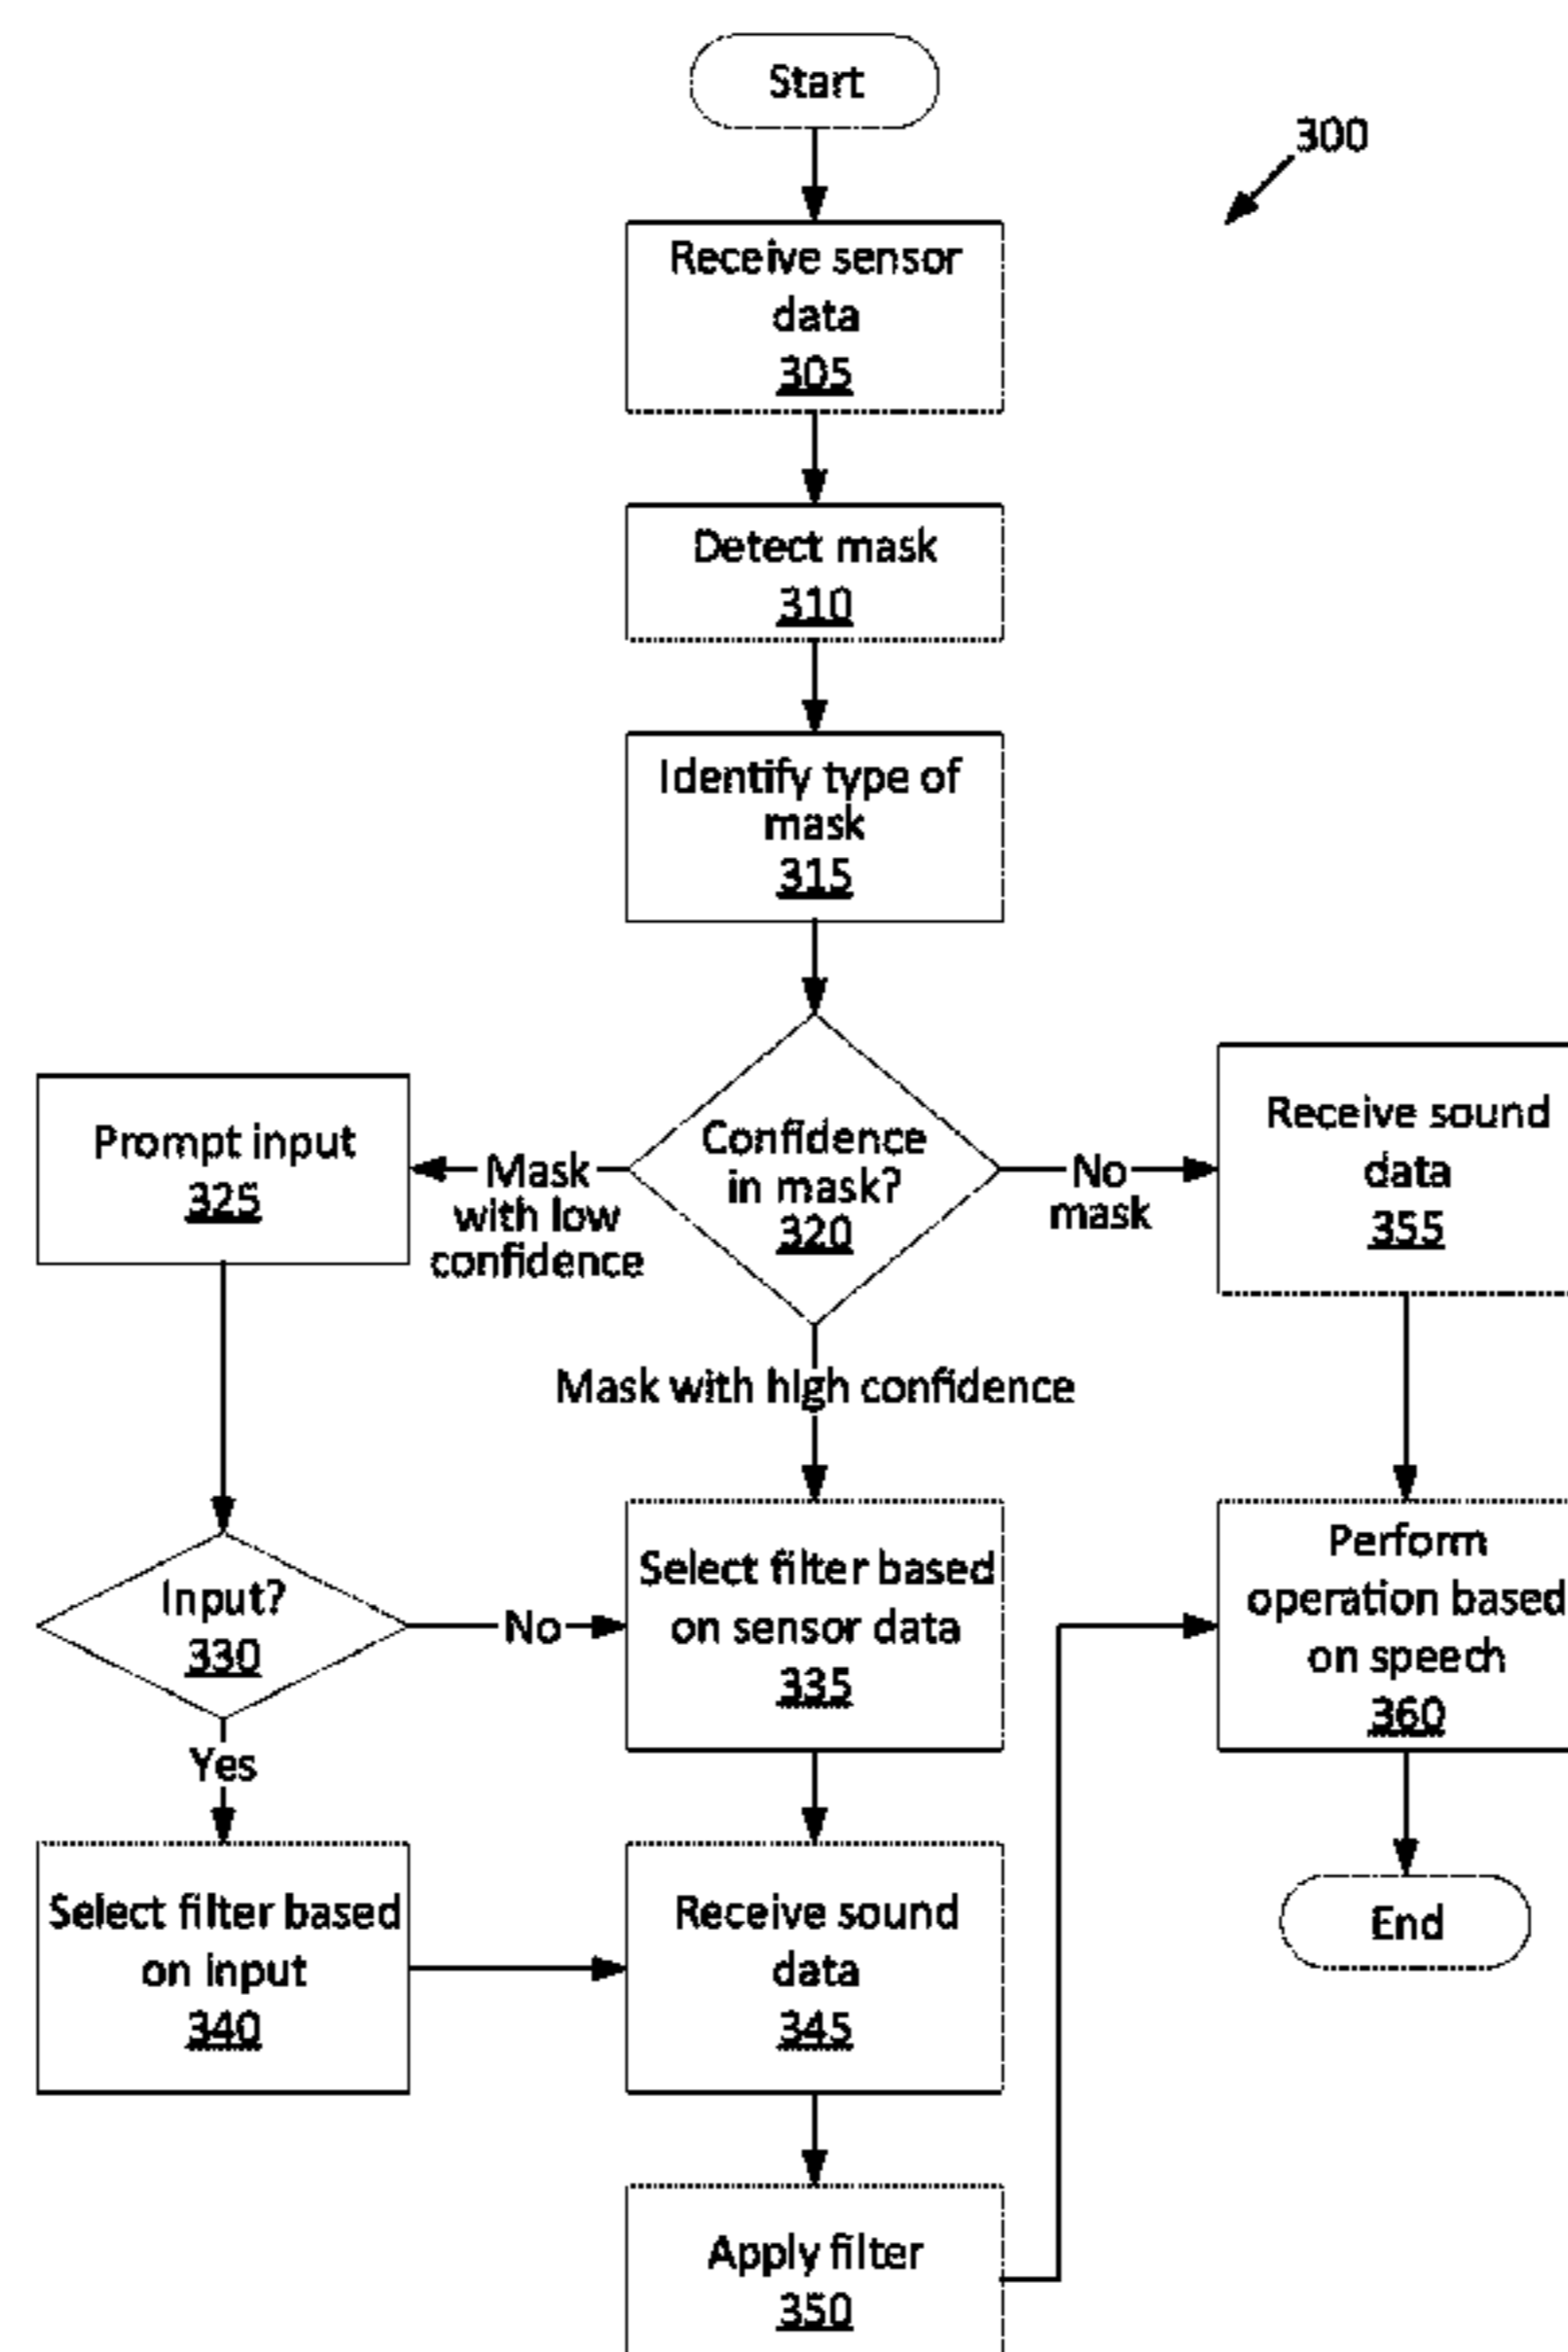 Start
300
Receive sensor
data
305
Detect mask
310
Identify type of
mask
315
Confidence
in mask?
320
Mask
with low
confidence
No
mask
Mask with high confidence
Prompt input
325
Receive sound
data
355
Input?
330
No
Yes
Select filter based
on sensor data
335
Perform
operation based
on speech
360
Select filter based
on input
340
Receive sound
data
345
End
Apply filter
350